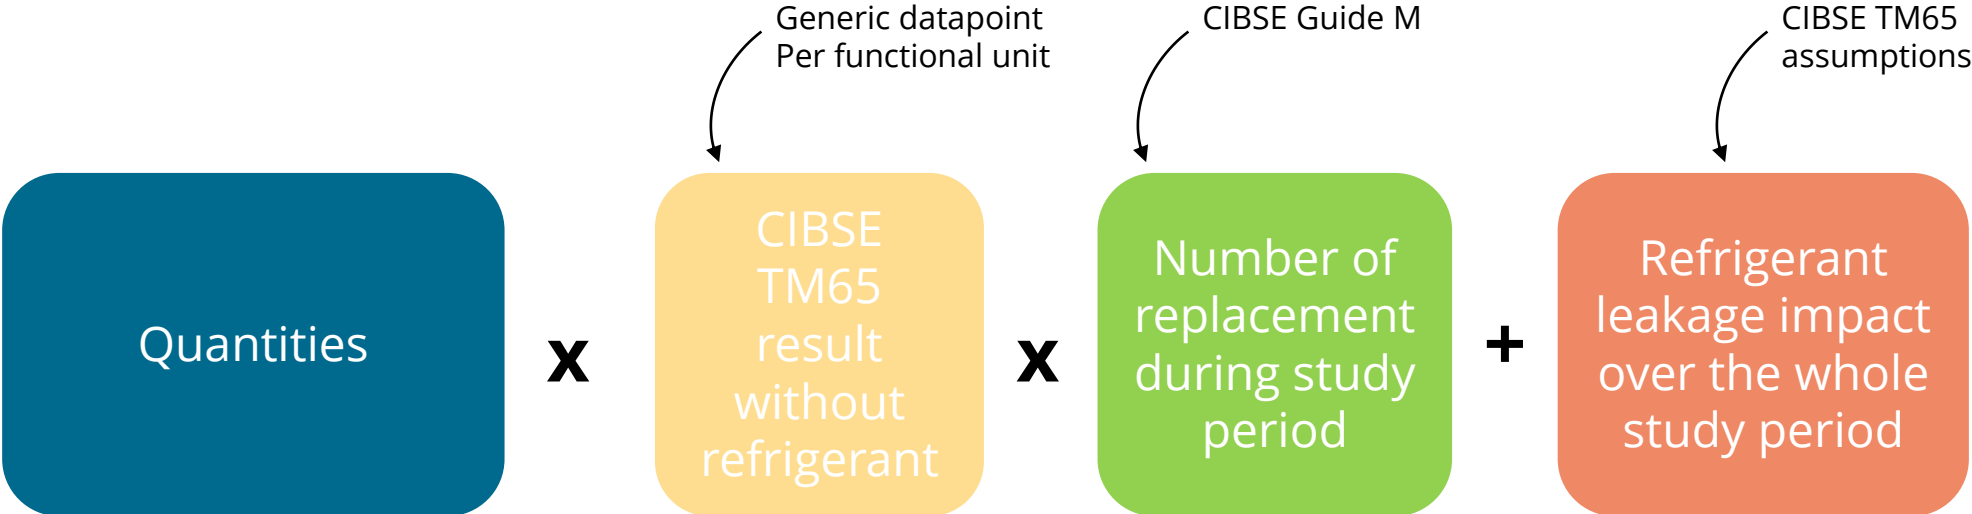 Generic datapoint
Per functional unit
CIBSE Guide M
CIBSE TM65
assumptions
Quantities
x
CIBSE
TM65
result
without
refrigerant
x
Number of
replacement
during study
period
+
Refrigerant
leakage impact
over the whole
study period